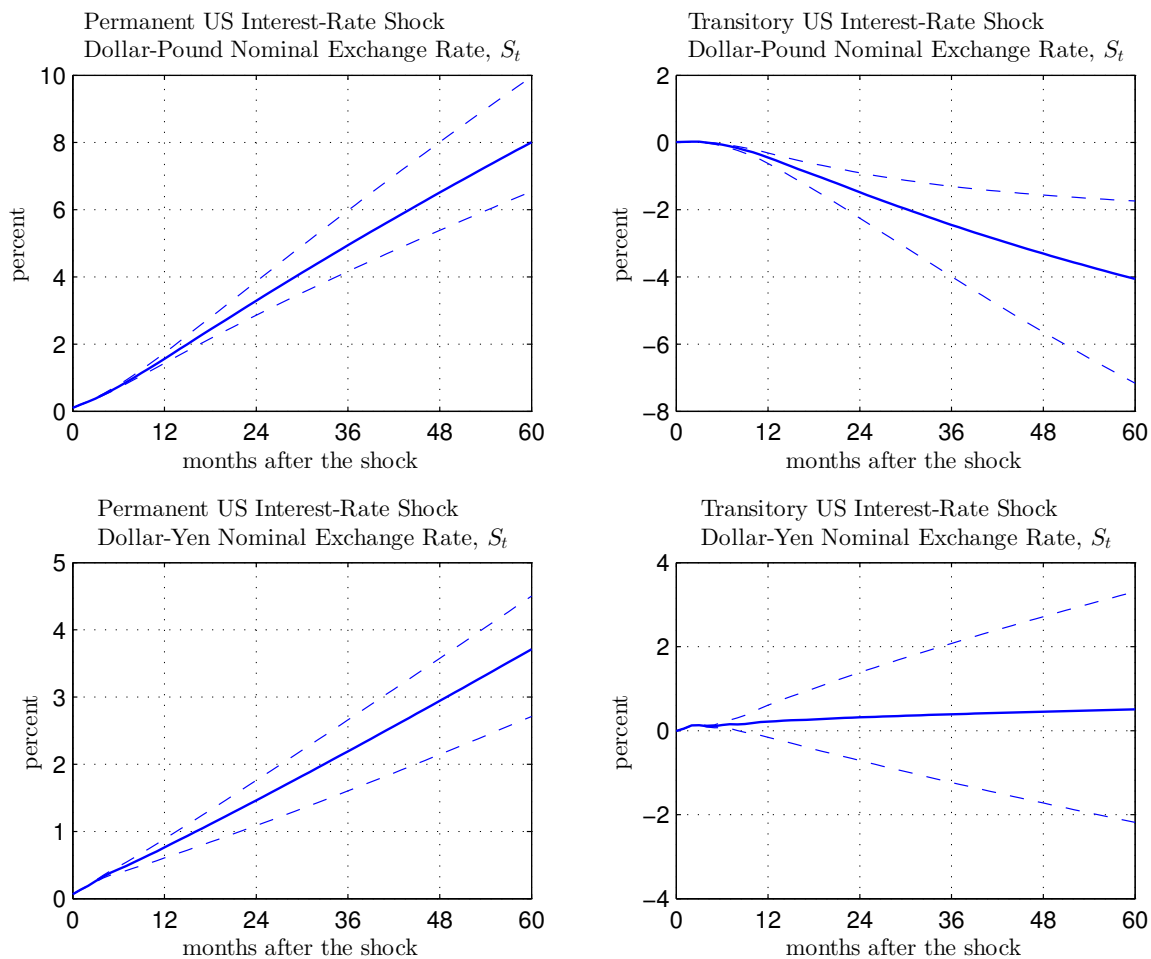 Permanent US Interest-Rate Shock
Dollar-Pound Nominal Exchange Rate, S_t
10
8
6
4
2
0
percent
0 12 24 36 48 60
months after the shock
Transitory US Interest-Rate Shock
Dollar-Pound Nominal Exchange Rate, S_t
2
0
−2
−4
−6
−8
percent
0 12 24 36 48 60
months after the shock
Permanent US Interest-Rate Shock
Dollar-Yen Nominal Exchange Rate, S_t
5
4
3
2
1
0
percent
0 12 24 36 48 60
months after the shock
Transitory US Interest-Rate Shock
Dollar-Yen Nominal Exchange Rate, S_t
4
2
0
−2
−4
percent
0 12 24 36 48 60
months after the shock